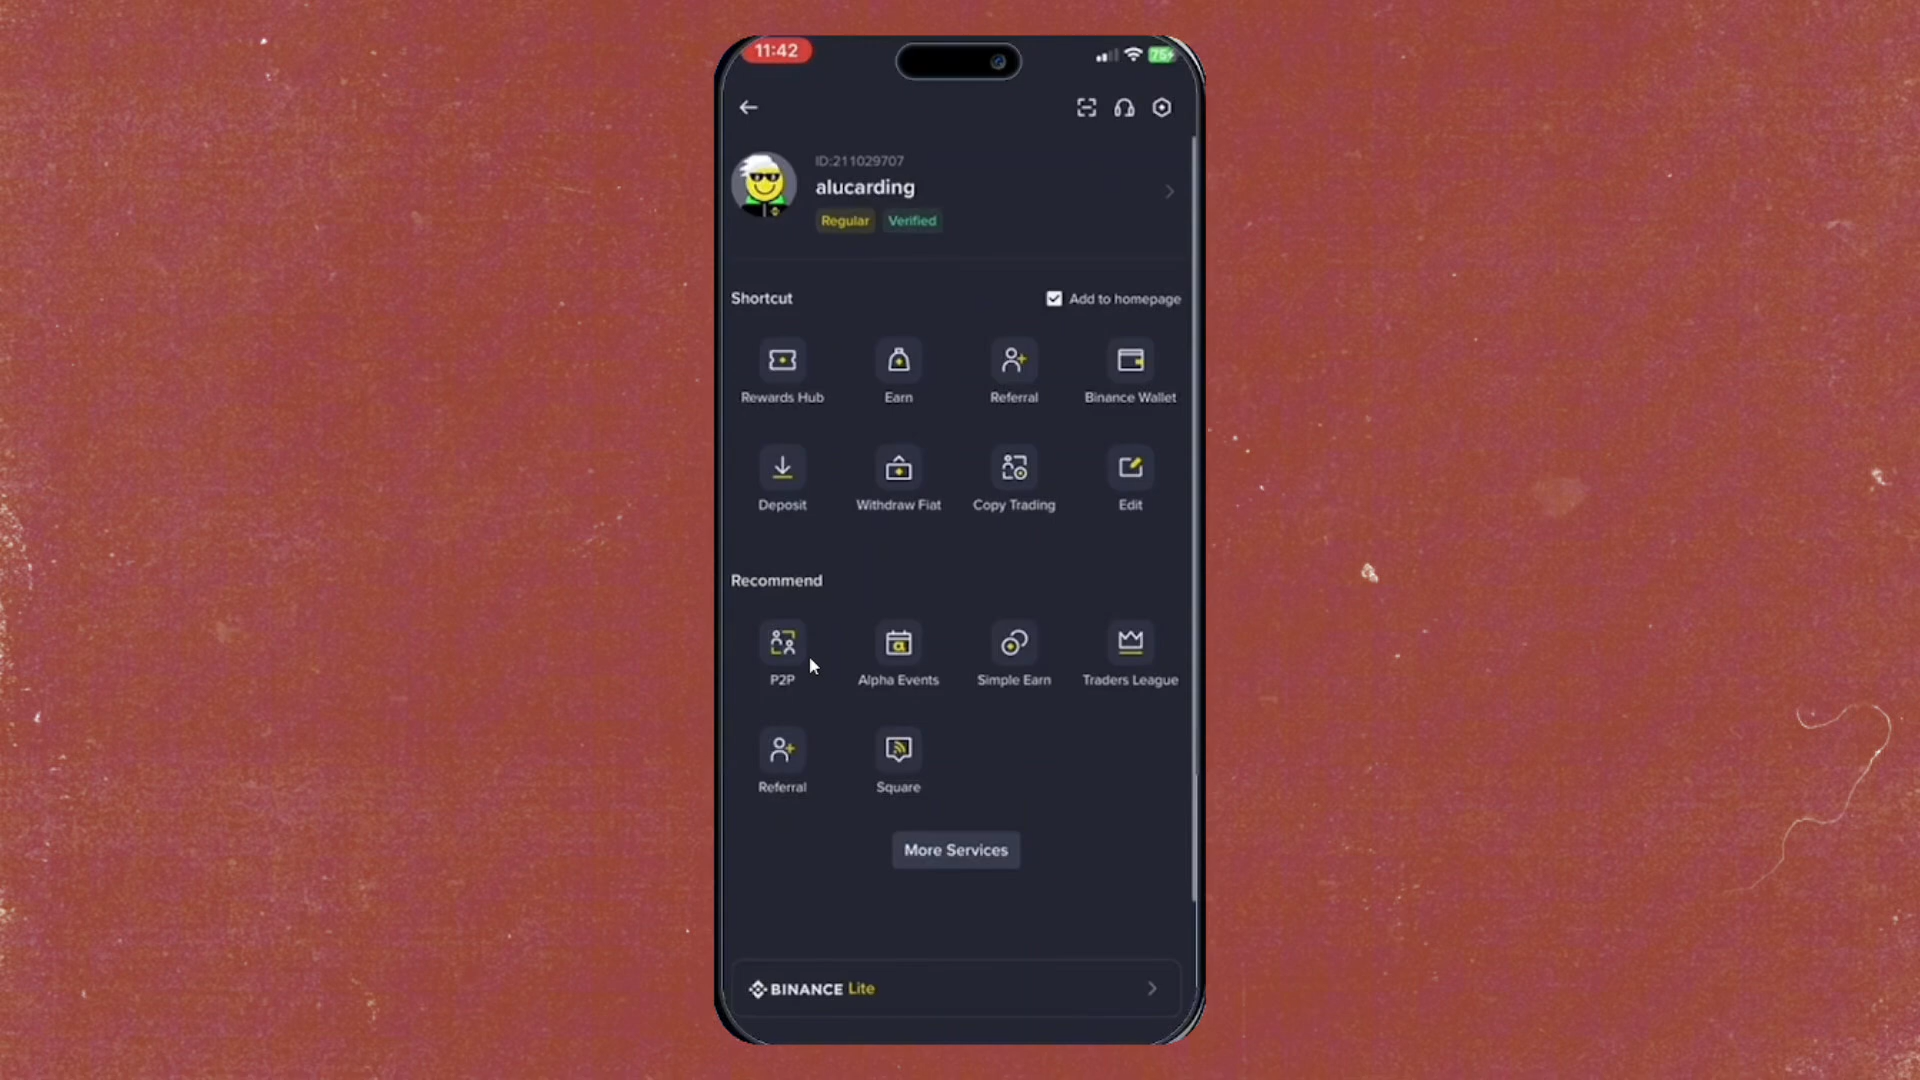 11:42
75
ID:211029707
alucarding
Regular Verified
Shortcut Add to homepage
Rewards Hub Earn Referral Binance Wallet
Deposit Withdraw Fiat Copy Trading Edit
Recommend
P2P Alpha Events Simple Earn Traders League
Referral Square
More Services
BINANCE Lite